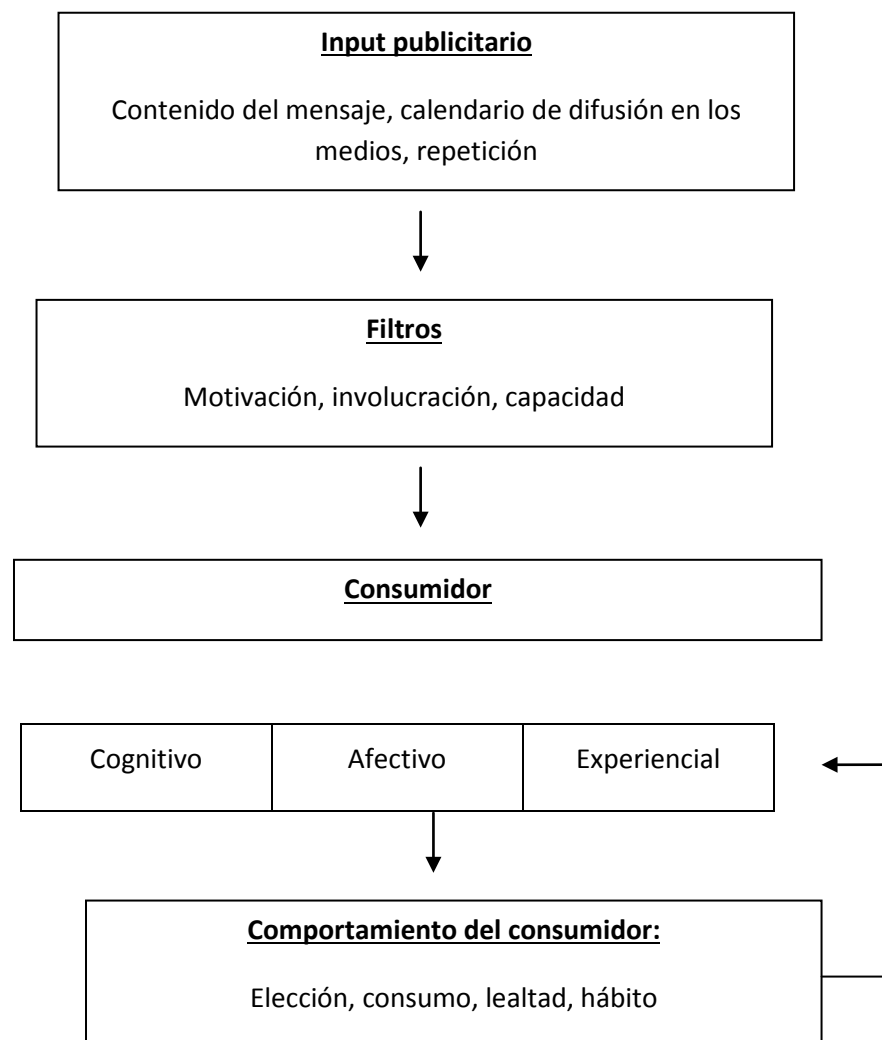 Input publicitario
Contenido del mensaje, calendario de difusión en los
medios, repetición
Filtros
Motivación, involucración, capacidad
Consumidor
Cognitivo
Afectivo
Experiencial
Comportamiento del consumidor:
Elección, consumo, lealtad, hábito